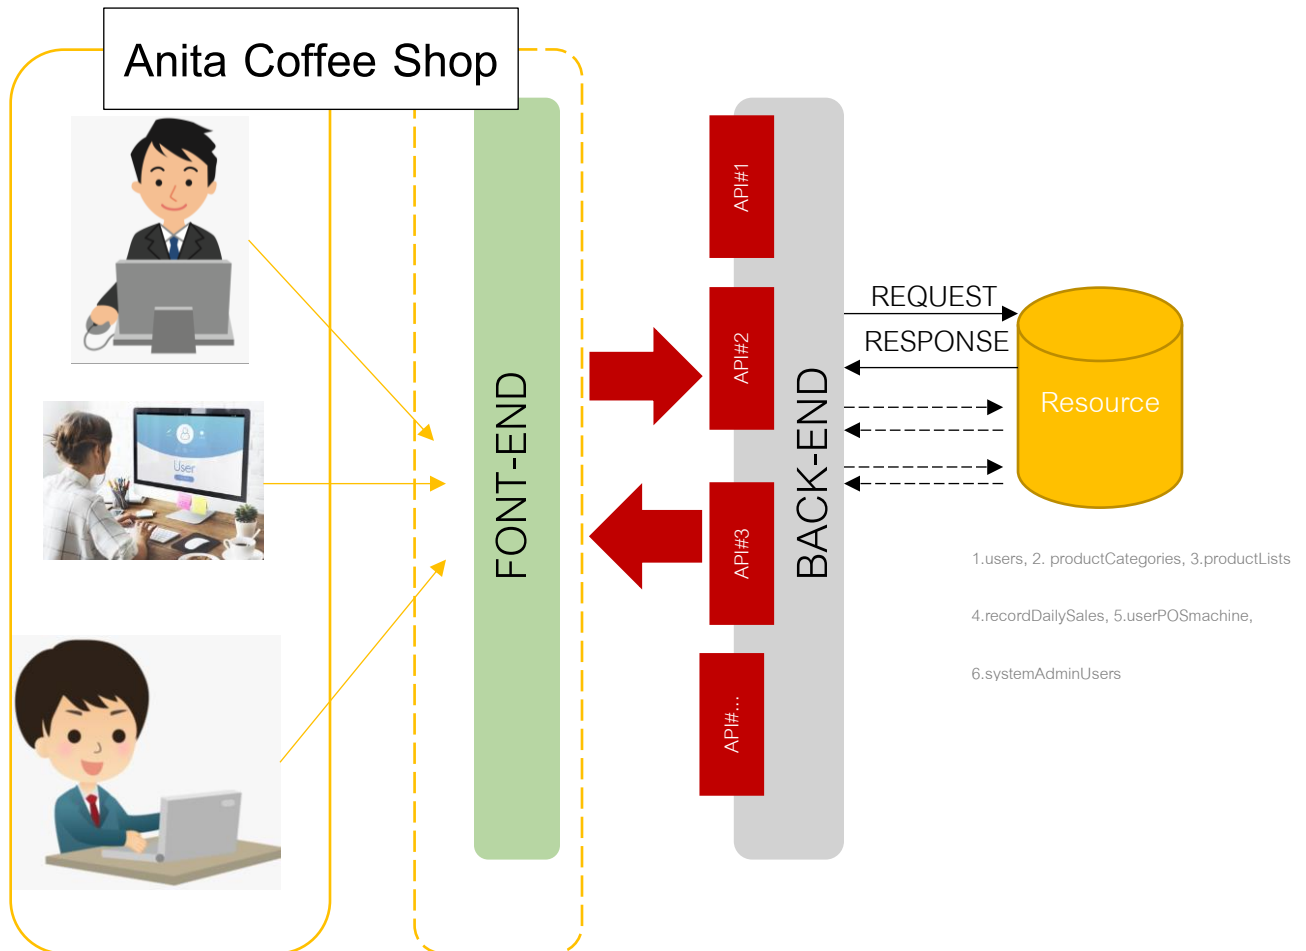 Anita Coffee Shop
User
FONT-END
API#1
API#2
API#3
API#...
BACK-END
REQUEST
RESPONSE
Resource
1.users, 2. productCategories, 3.productLists
4.recordDailySales, 5.userPOSmachine,
6.systemAdminUsers